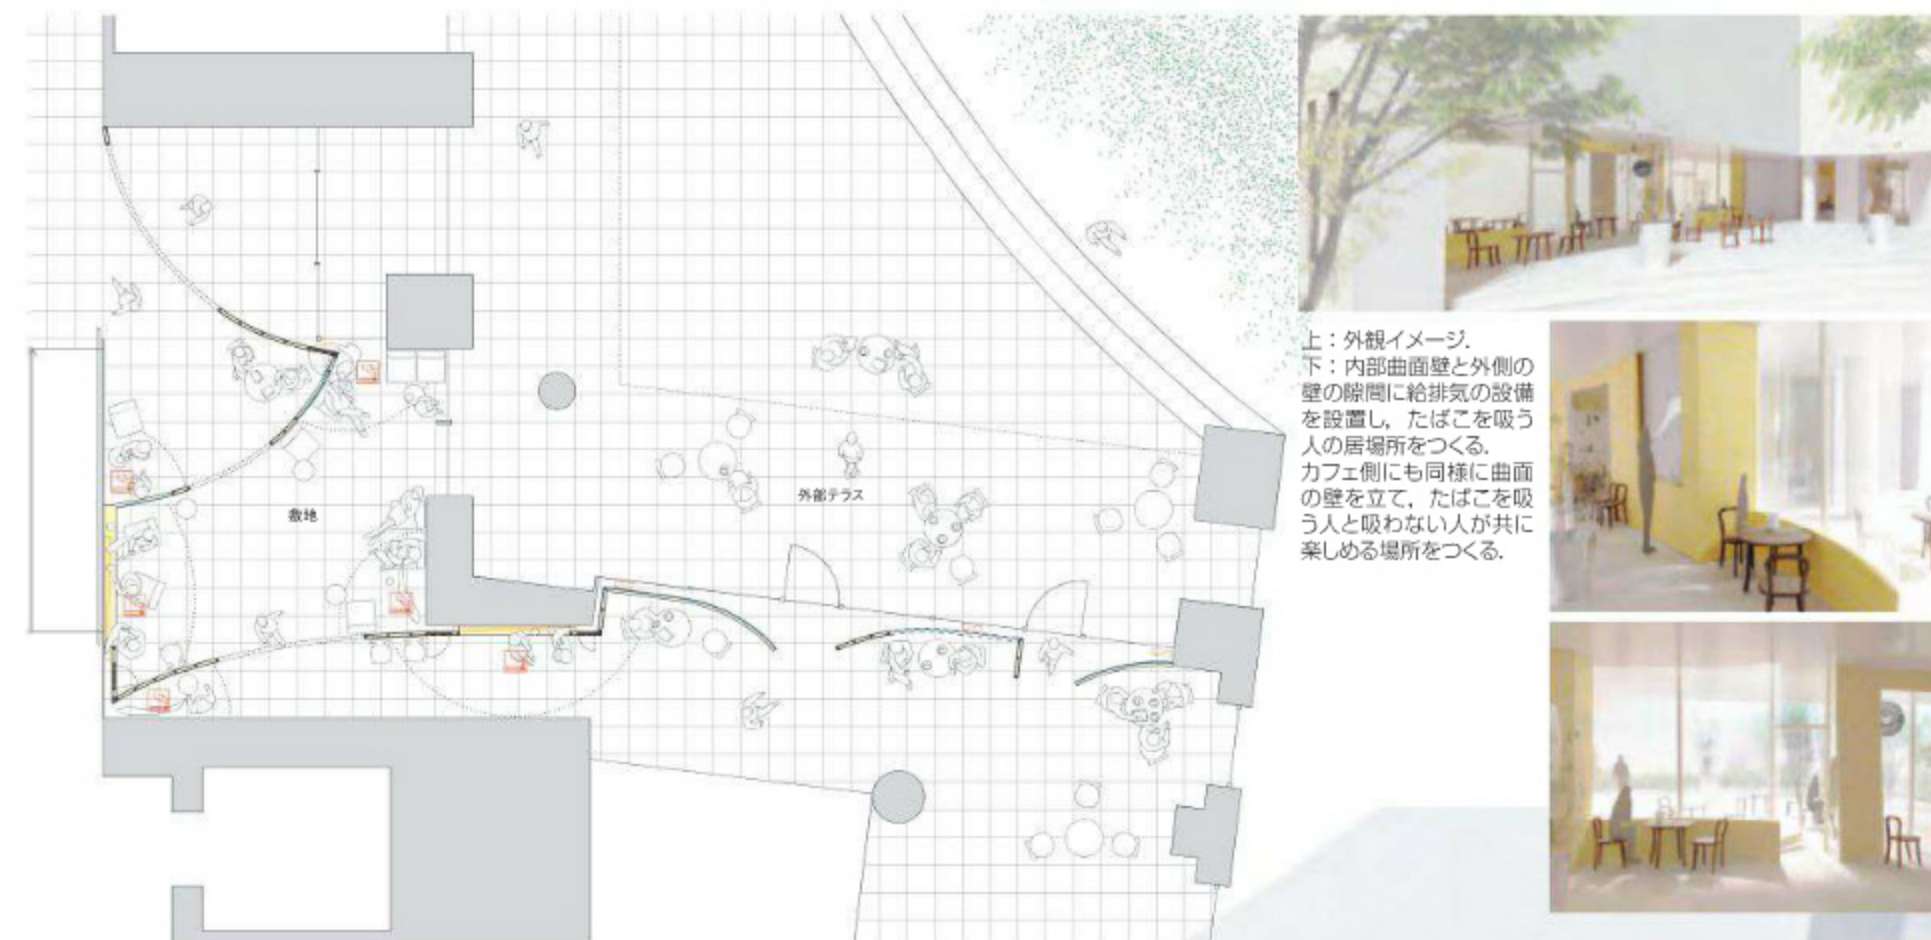 敷地
外部テラス
上：外観イメージ．
下：内部曲面壁と外側の
壁の隙間に給排気の設備
を設置し，たばこを吸う
人の居場所をつくる．
カフェ側にも同様に曲面
の壁を立て，たばこを吸
う人と吸わない人が共に
楽しめる場所をつくる．